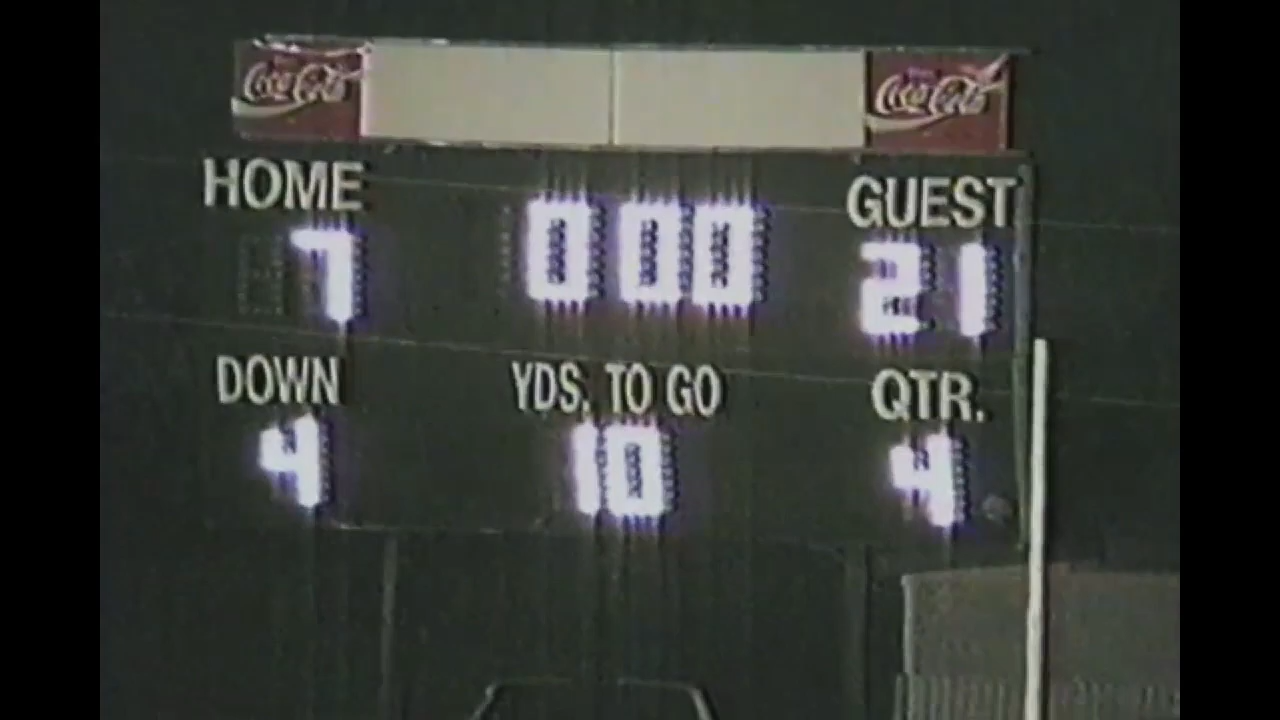 Coca-Cola Coca-Cola
HOME GUEST
7 000 21
DOWN YDS. TO GO QTR.
4 10 4